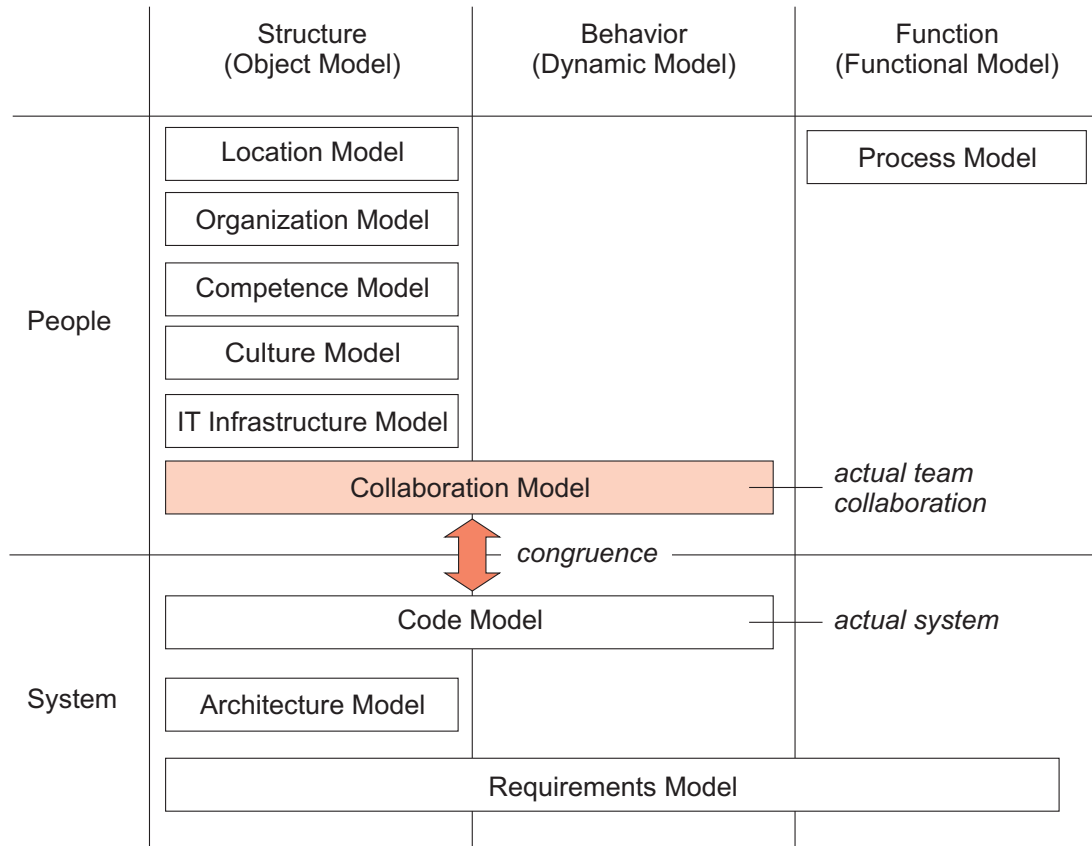 Structure
(Object Model)
Behavior
(Dynamic Model)
Function
(Functional Model)
People
Location Model
Process Model
Organization Model
Competence Model
Culture Model
IT Infrastructure Model
Collaboration Model
actual team
collaboration
congruence
System
Code Model
actual system
Architecture Model
Requirements Model